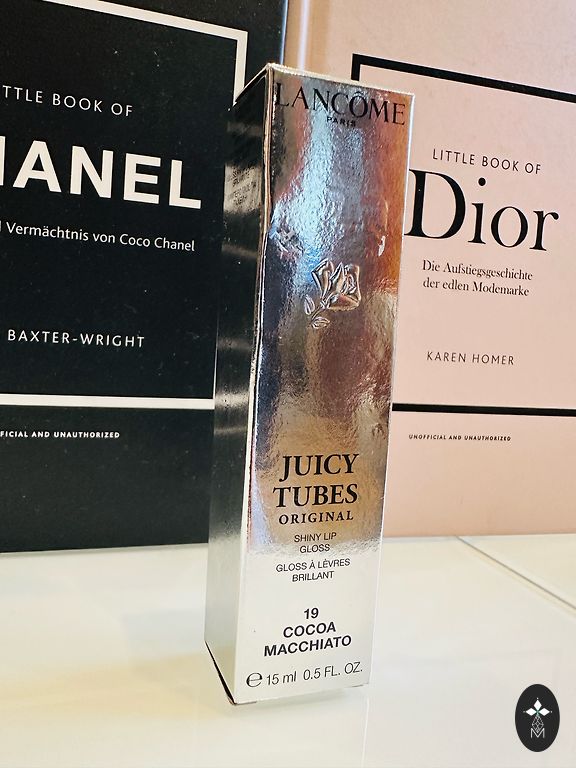 LITTLE BOOK OF
Vermächtnis von Coco Chanel
BAXTER-WRIGHT
AND UNAUTHORIZED
LANCÔME
PARIS
JUICY
TUBES
ORIGINAL
SHINY LIP
GLOSS
GLOSS À LÈVRES
BRILLANT
19
COCOA
MACCHIATO
e 15 ml 0.5 FL. OZ.
LITTLE BOOK OF
Dior
Die Aufstiegsgeschichte
der edlen Modemarke
KAREN HOMER
UNOFFICIAL AND UNAUTHORIZED
M